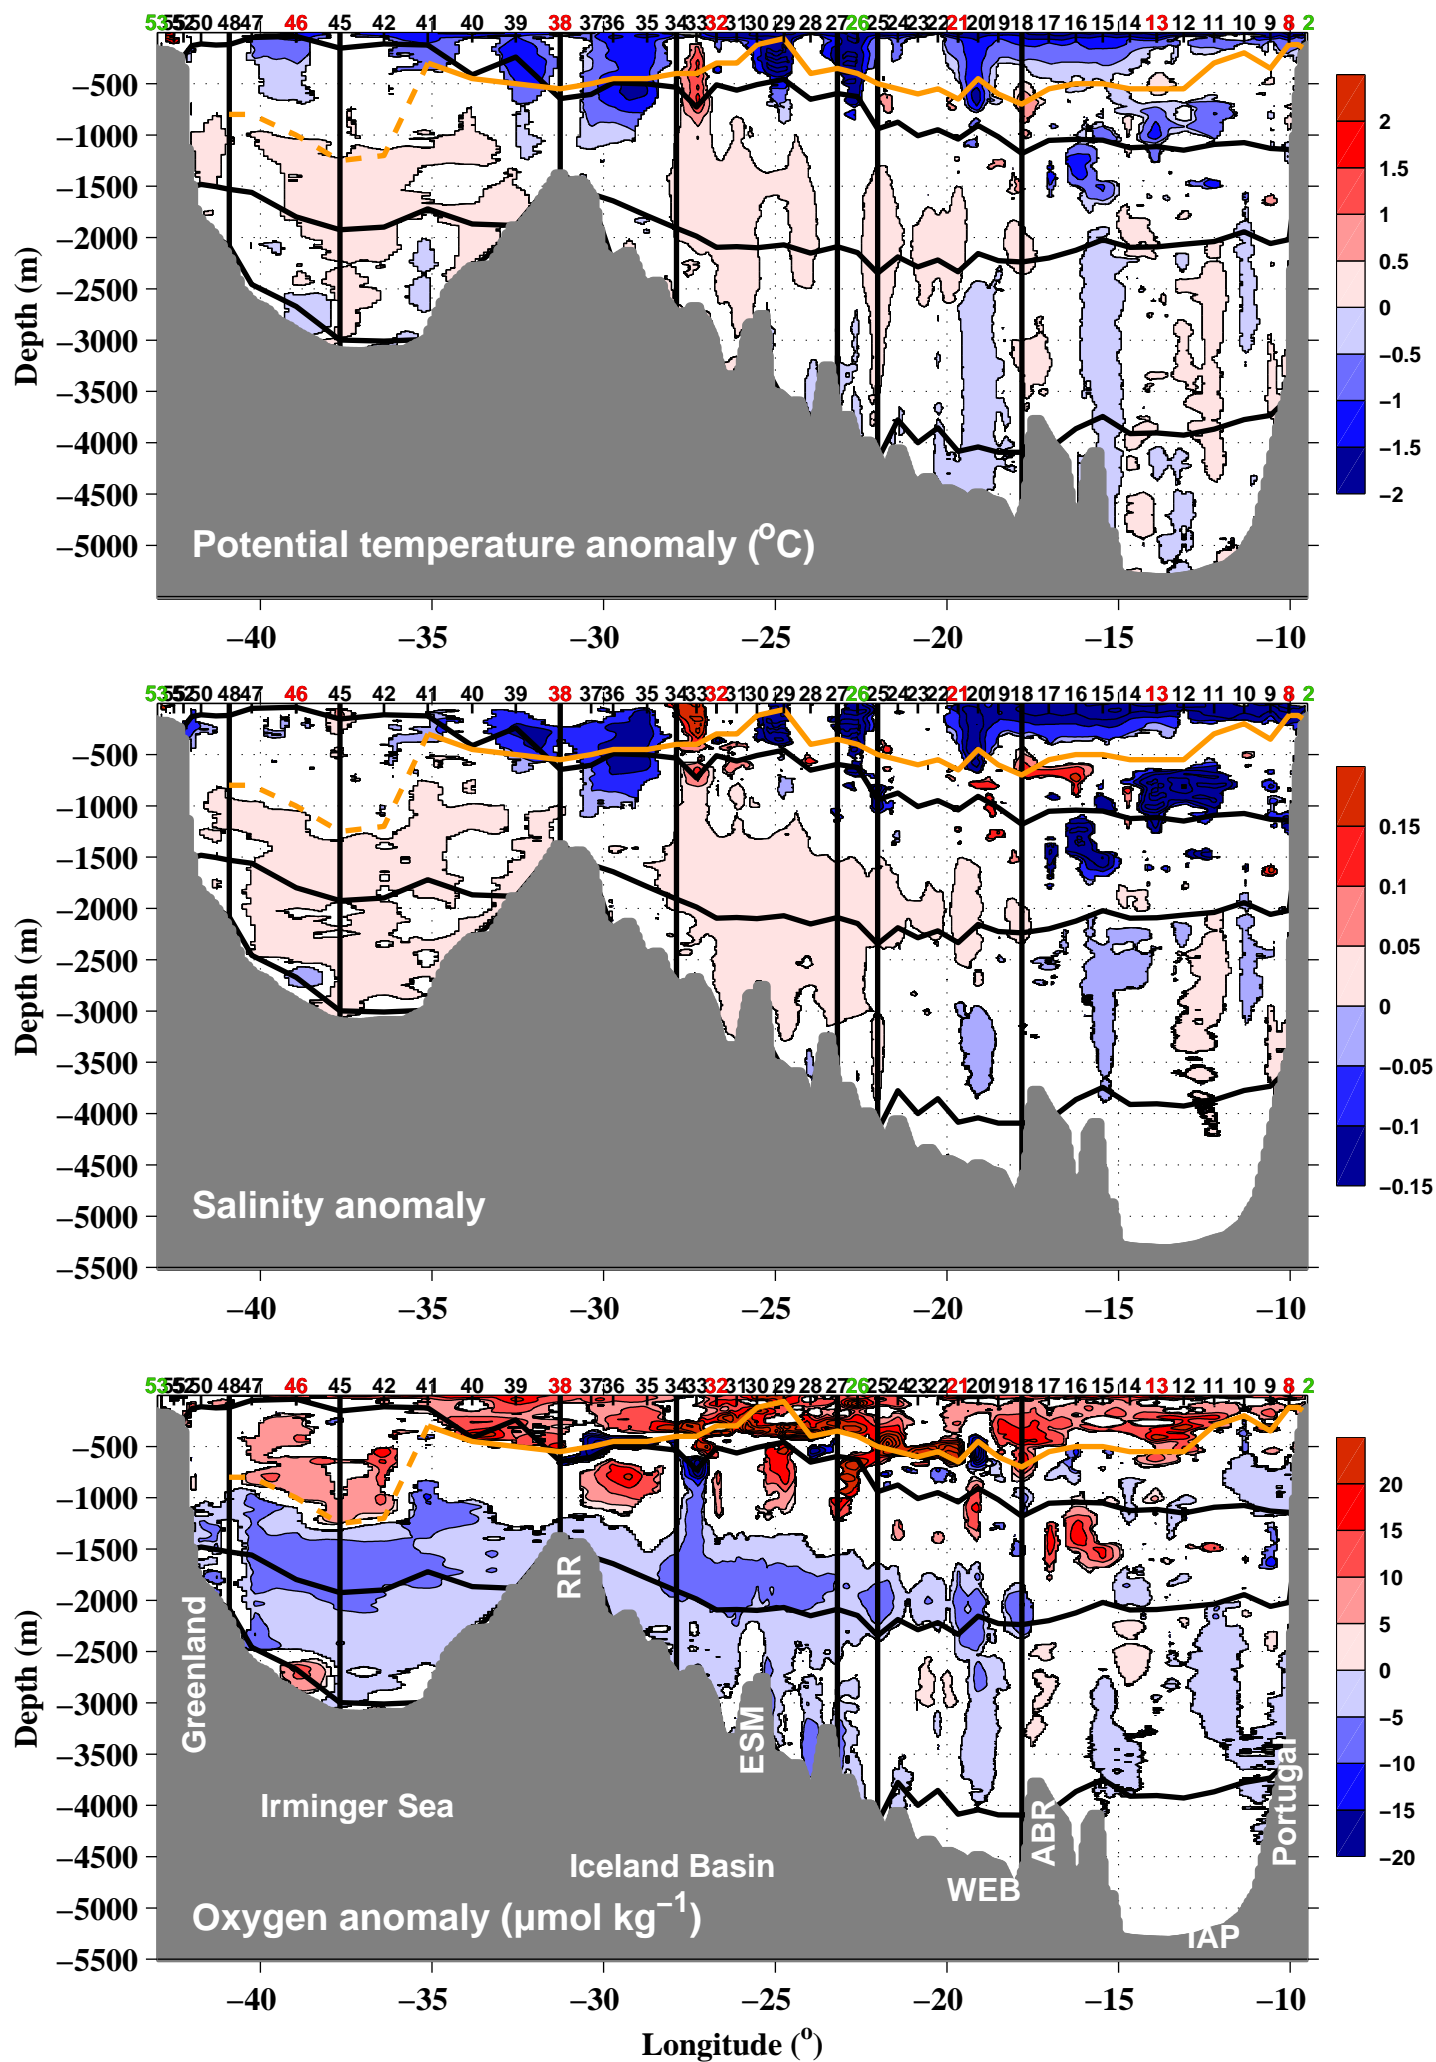 53 55 52 50 48 47 46 45 42 41 40 39 38 37 36 35 34 33 32 31 30 29 28 27 26 25 24 23 22 21 20 19 18 17 16 15 14 13 12 11 10 9 8 2
Depth (m)
−500
−1000
−1500
−2000
−2500
−3000
−3500
−4000
−4500
−5000
Potential temperature anomaly (°C)
−40 −35 −30 −25 −20 −15 −10
2
1.5
1
0.5
0
−0.5
−1
−1.5
−2
53 55 52 50 48 47 46 45 42 41 40 39 38 37 36 35 34 33 32 31 30 29 28 27 26 25 24 23 22 21 20 19 18 17 16 15 14 13 12 11 10 9 8 2
Depth (m)
−500
−1000
−1500
−2000
−2500
−3000
−3500
−4000
−4500
−5000
−5500
Salinity anomaly
−40 −35 −30 −25 −20 −15 −10
0.15
0.1
0.05
0
−0.05
−0.1
−0.15
53 55 52 50 48 47 46 45 42 41 40 39 38 37 36 35 34 33 32 31 30 29 28 27 26 25 24 23 22 21 20 19 18 17 16 15 14 13 12 11 10 9 8 2
Depth (m)
−500
−1000
−1500
−2000
−2500
−3000
−3500
−4000
−4500
−5000
−5500
Greenland
RR
ESM
ABR
Portugal
Irminger Sea
Iceland Basin
WEB
IAP
Oxygen anomaly (µmol kg⁻¹)
−40 −35 −30 −25 −20 −15 −10
Longitude (°)
20
15
10
5
0
−5
−10
−15
−20